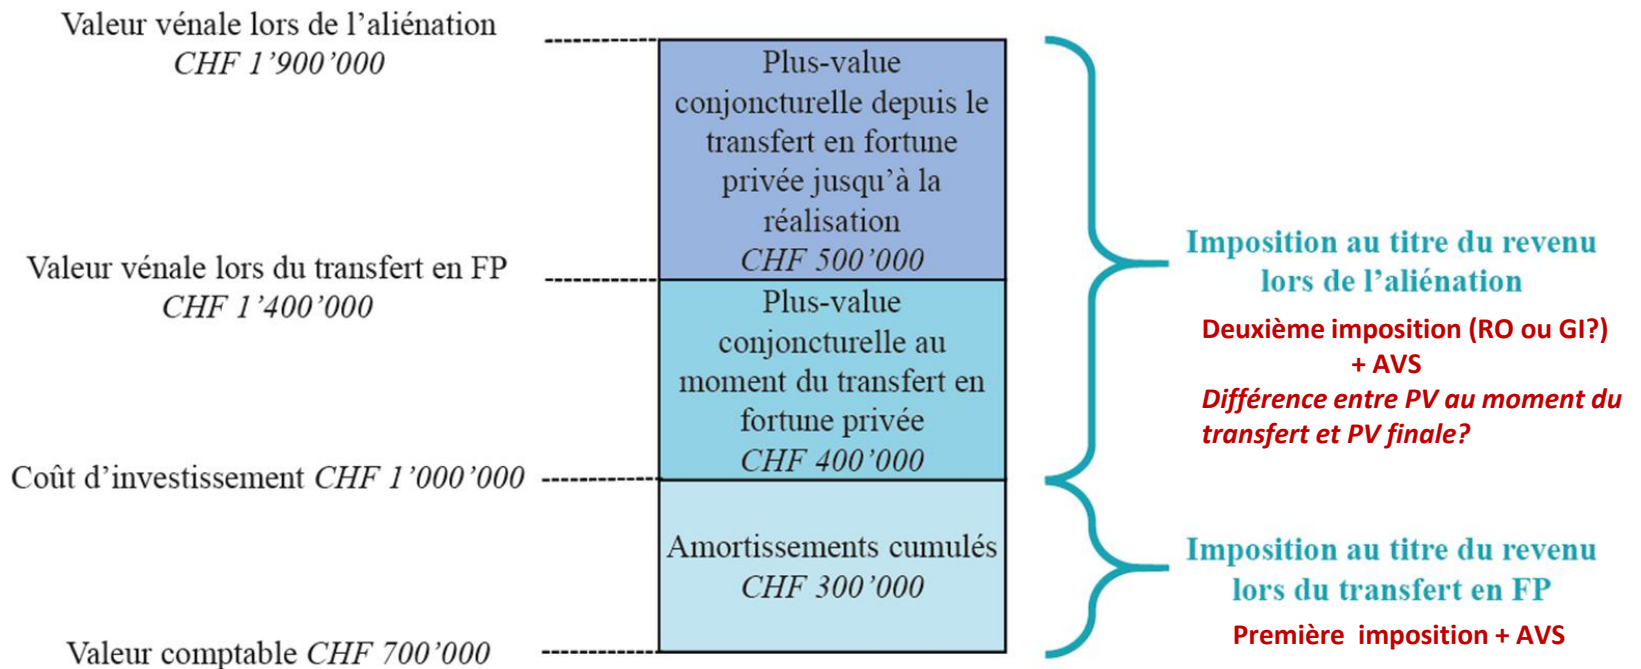 Valeur vénale lors de l’aliénation
CHF 1’900’000
Valeur vénale lors du transfert en FP
CHF 1’400’000
Coût d’investissement CHF 1’000’000
Valeur comptable CHF 700’000
Plus-value
conjoncturelle depuis le
transfert en fortune
privée jusqu’à la
réalisation
CHF 500’000
Plus-value
conjoncturelle au
moment du transfert en
fortune privée
CHF 400’000
Amortissements cumulés
CHF 300’000
Imposition au titre du revenu
lors de l’aliénation
Deuxième imposition (RO ou GI?)
+ AVS
Différence entre PV au moment du
transfert et PV finale?
Imposition au titre du revenu
lors du transfert en FP
Première imposition + AVS